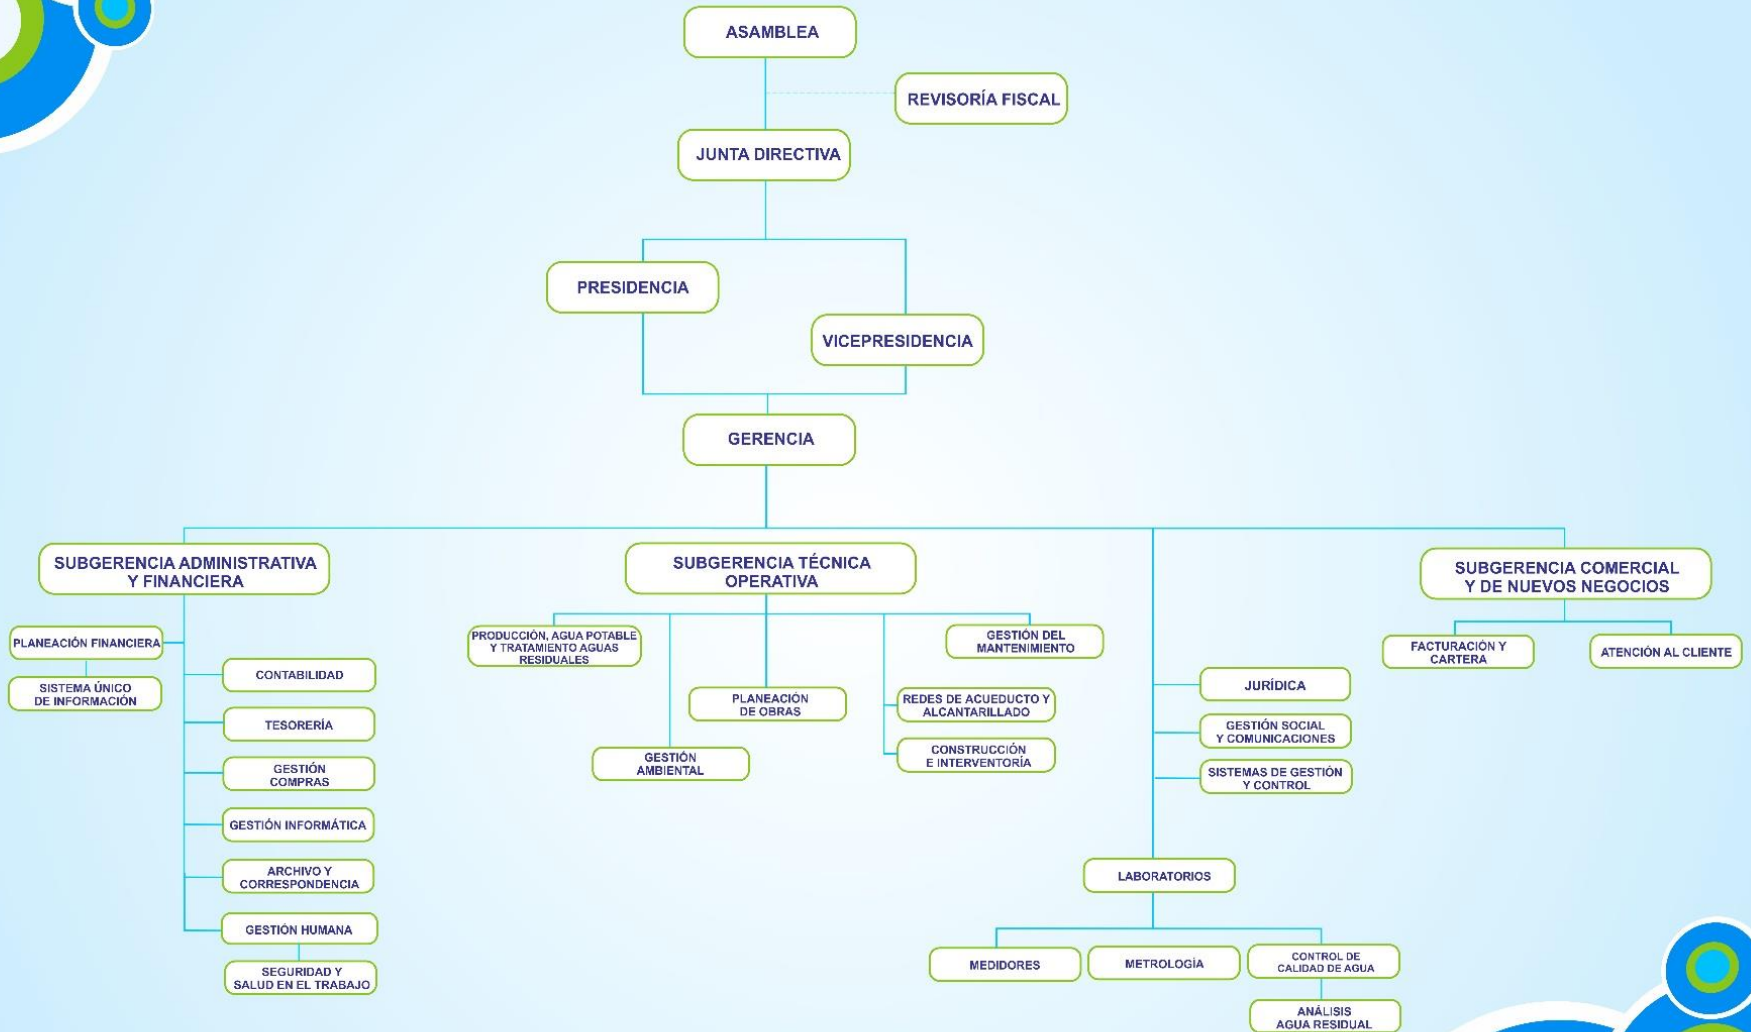 ASAMBLEA
REVISORÍA FISCAL
JUNTA DIRECTIVA
PRESIDENCIA
VICEPRESIDENCIA
GERENCIA
SUBGERENCIA ADMINISTRATIVA
Y FINANCIERA
PLANEACIÓN FINANCIERA
SISTEMA ÚNICO
DE INFORMACIÓN
CONTABILIDAD
TESORERÍA
GESTIÓN
COMPRAS
GESTIÓN INFORMÁTICA
ARCHIVO Y
CORRESPONDENCIA
GESTIÓN HUMANA
SEGURIDAD Y
SALUD EN EL TRABAJO
SUBGERENCIA TÉCNICA
OPERATIVA
PRODUCCIÓN, AGUA POTABLE
Y TRATAMIENTO AGUAS
RESIDUALES
GESTIÓN
AMBIENTAL
PLANEACIÓN
DE OBRAS
REDES DE ACUEDUCTO Y
ALCANTARILLADO
CONSTRUCCIÓN
E INTERVENTORÍA
GESTIÓN DEL
MANTENIMIENTO
JURÍDICA
GESTIÓN SOCIAL
Y COMUNICACIONES
SISTEMAS DE GESTIÓN
Y CONTROL
LABORATORIOS
MEDIDORES
METROLOGÍA
CONTROL DE
CALIDAD DE AGUA
ANÁLISIS
AGUA RESIDUAL
SUBGERENCIA COMERCIAL
Y DE NUEVOS NEGOCIOS
FACTURACIÓN Y
CARTERA
ATENCIÓN AL CLIENTE